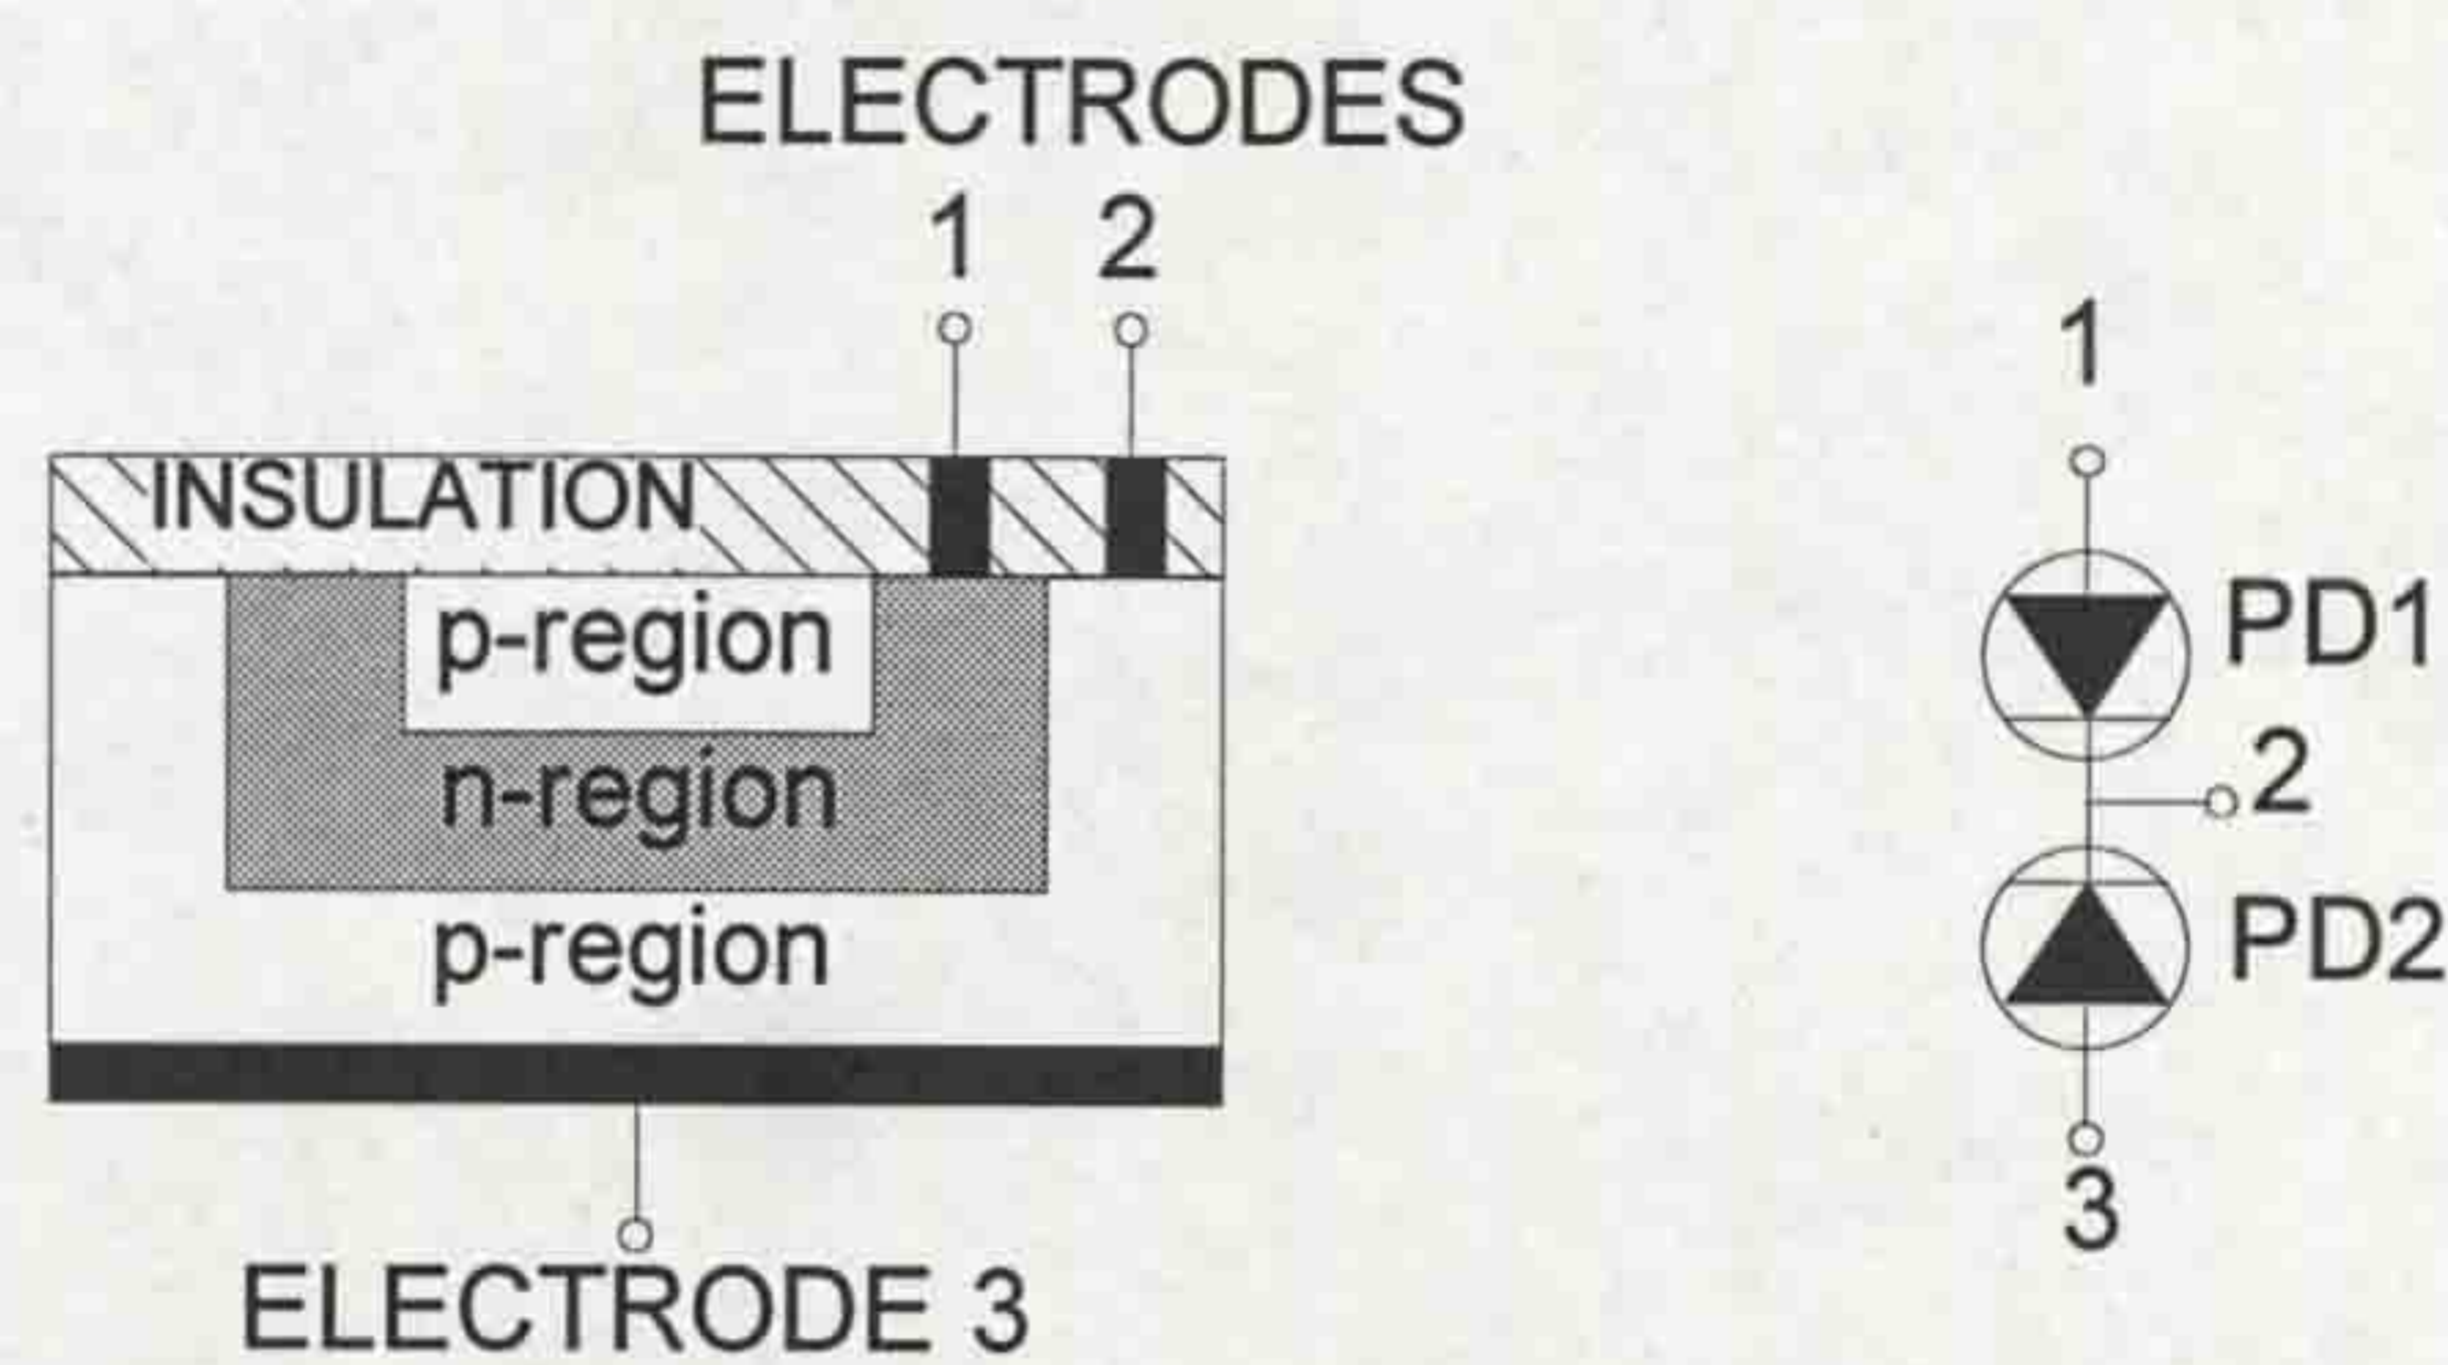 ELECTRODES
1 2
INSULATION
p-region
n-region
p-region
ELECTRODE 3
1
PD1
2
PD2
3